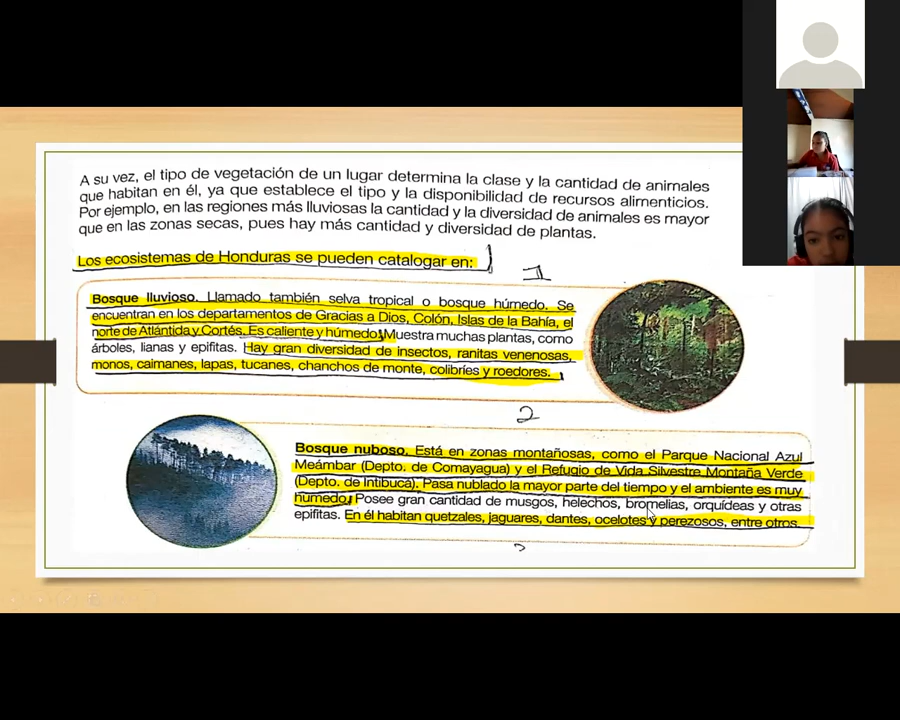 A su vez, el tipo de vegetación de un lugar determina la clase y la cantidad de animales
que habitan en él, ya que establece el tipo y la disponibilidad de recursos alimenticios.
Por ejemplo, en las regiones más lluviosas la cantidad y la diversidad de animales es mayor
que en las zonas secas, pues hay más cantidad y diversidad de plantas.
Los ecosistemas de Honduras se pueden catalogar en:
1
Bosque lluvioso. Llamado también selva tropical o bosque húmedo. Se
encuentran en los departamentos de Gracias a Dios, Colón, Islas de la Bahía, el
norte de Atlántida y Cortés. Es caliente y húmedo. Muestra muchas plantas, como
árboles, lianas y epifitas. Hay gran diversidad de insectos, ranitas venenosas,
monos, caimanes, lapas, tucanes, chanchos de monte, colibríes y roedores.
2
Bosque nuboso. Está en zonas montañosas, como el Parque Nacional Azul
Meámbar (Depto. de Comayagua) y el Refugio de Vida Silvestre Montaña Verde
(Depto. de Intibucá). Pasa nublado la mayor parte del tiempo y el ambiente es muy
húmedo. Posee gran cantidad de musgos, helechos, bromelias, orquídeas y otras
epifitas. En él habitan quetzales, jaguares, dantes, ocelotes y perezosos, entre otros.